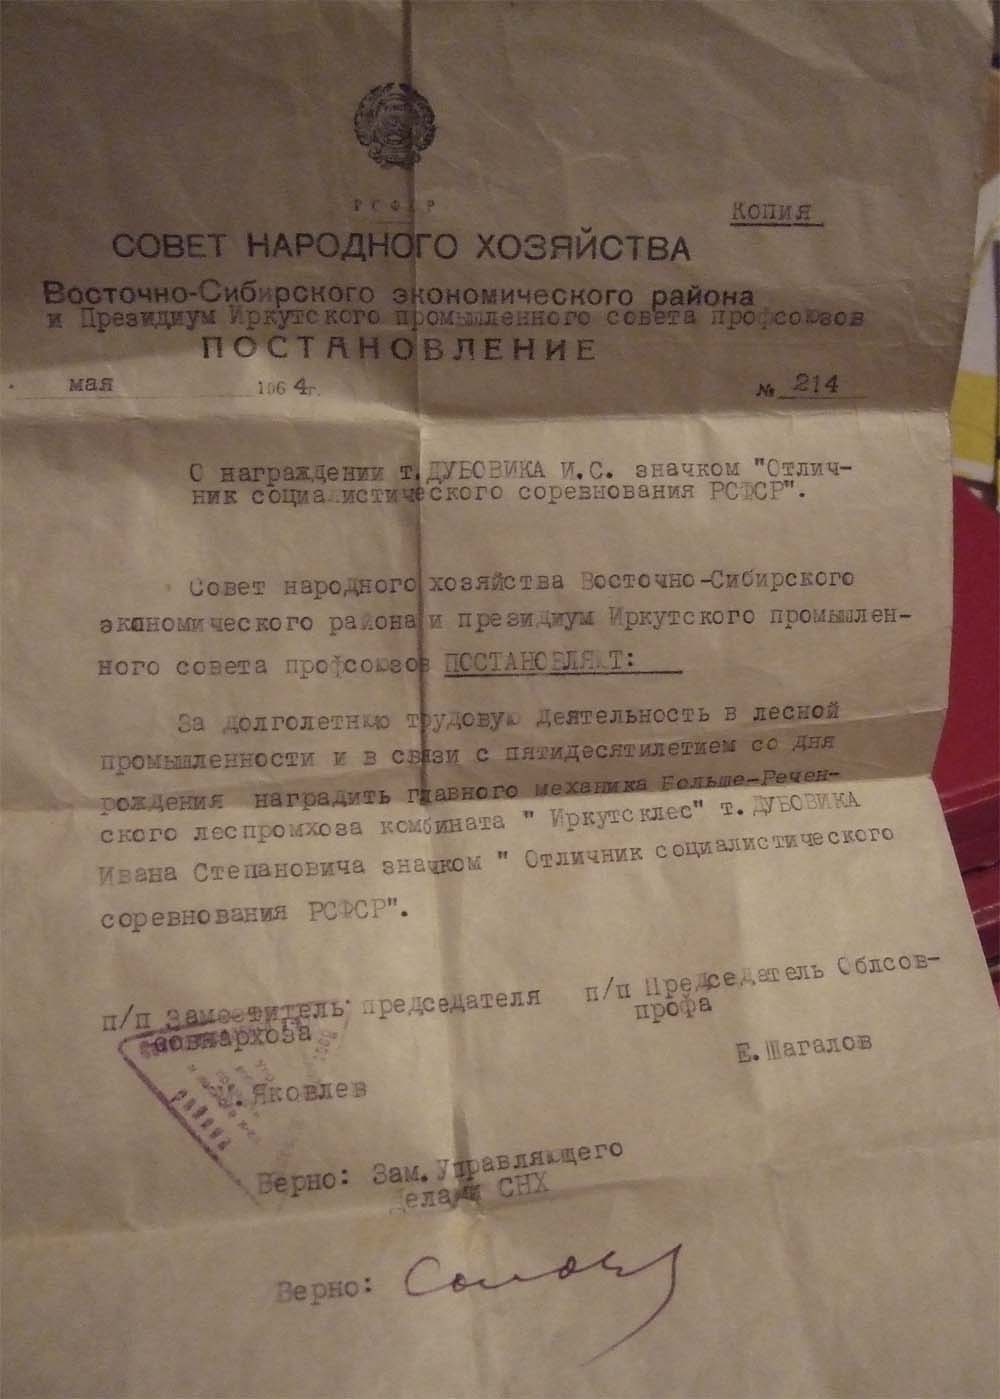 РСФСР
Копия
СОВЕТ НАРОДНОГО ХОЗЯЙСТВА
Восточно-Сибирского экономического района
и Президиум Иркутского промышленного совета профсоюзов
ПОСТАНОВЛЕНИЕ
мая 1964г. № 214
О награждении т. ДУБОВИКА И.С. значком "Отлич-
ник социалистического соревнования РСФСР".
Совет народного хозяйства Восточно-Сибирского
экономического района и президиум Иркутского промышлен-
ного совета профсоюзов ПОСТАНОВЛЯЮТ:
За долголетнюю трудовую деятельность в лесной
промышленности и в связи с пятидесятилетием со дня
рождения наградить главного механика Больше-Речен-
ского леспромхоза комбината " Иркутсклес" т. ДУБОВИКА
Ивана Степановича значком " Отличник социалистического
соревнования РСФСР".
п/п Заместитель председателя п/п Председатель Облсов-
совнархоза профа
Яковлев Е. Шагалов
РАЙОНА
Верно: Зам. Управляющего
делами СНХ
Верно: